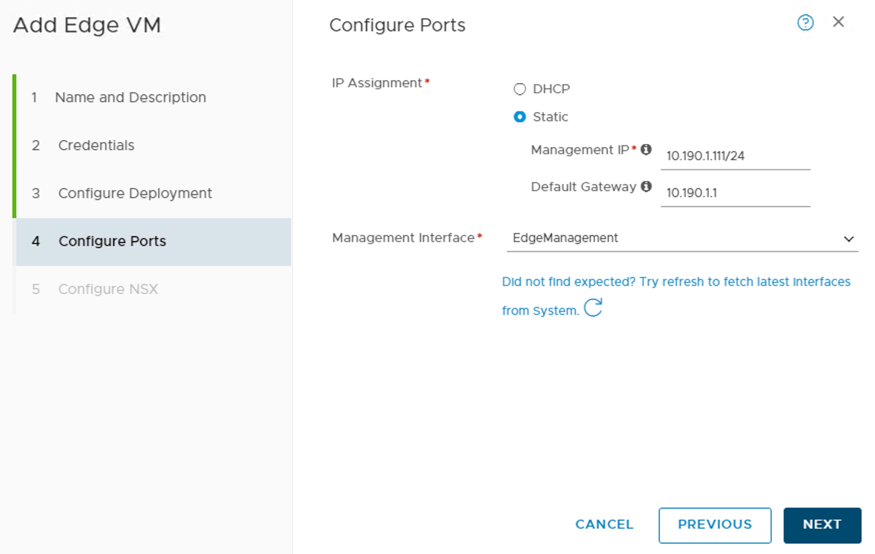 Add Edge VM
1 Name and Description
2 Credentials
3 Configure Deployment
4 Configure Ports
5 Configure NSX
Configure Ports
IP Assignment*
DHCP
Static
Management IP* 10.190.1.111/24
Default Gateway 10.190.1.1
Management Interface* EdgeManagement
Did not find expected? Try refresh to fetch latest Interfaces
from System.
CANCEL PREVIOUS NEXT